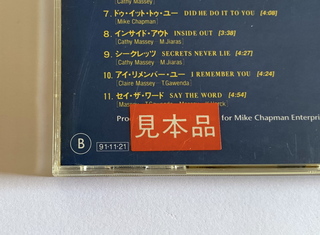 (Cathy Massey)
7. ドゥ・イット・トゥ・ユー DID HE DO IT TO YOU [4:08]
[Mike Chapman]
8. インサイド・アウト INSIDE OUT [3:38]
[Cathy Massey · M.Jiaras]
9. シークレッツ SECRETS NEVER LIE [4:27]
[Cathy Massey · M.Jiaras]
10. アイ・リメンバー・ユー I REMEMBER YOU [4:24]
[Claire Massey · T.Gawenda]
11. セイ・ザ・ワード SAY THE WORD [4:54]
for Mike Chapman Enterpri
見本品
B 91·11·21